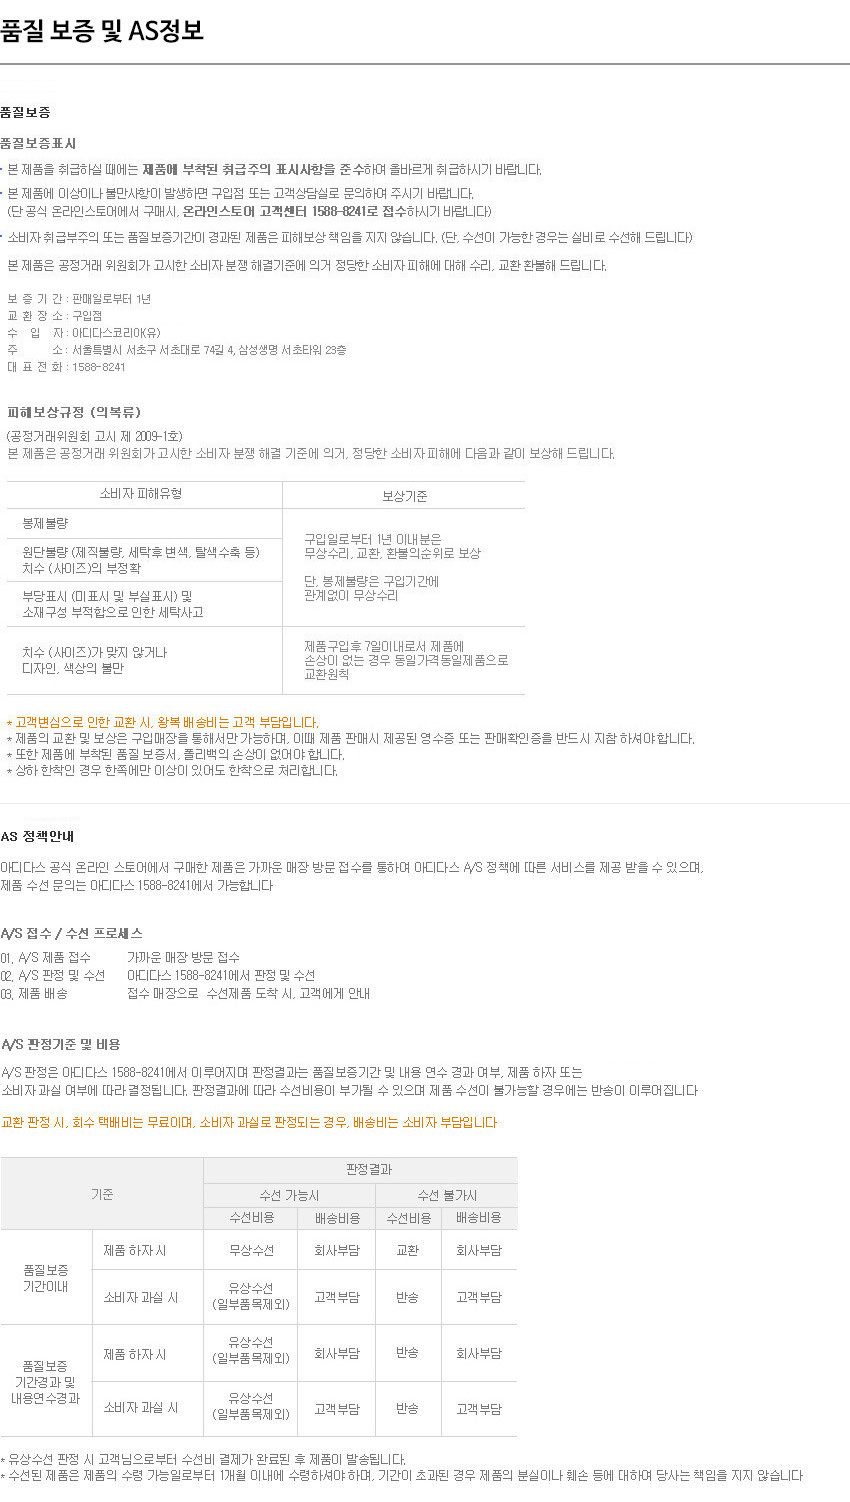 품질 보증 및 AS정보
품질보증
품질보증표시
· 본 제품을 취급하실 때에는 제품에 부착된 취급주의 표시사항을 준수하여 올바르게 취급하시기 바랍니다.
· 본 제품에 이상이나 불만사항이 발생하면 구입점 또는 고객상담실로 문의하여 주시기 바랍니다.
(단 공식 온라인스토어에서 구매시, 온라인스토어 고객센터 1588-8241로 접수하시기 바랍니다)
· 소비자 취급부주의 또는 품질보증기간이 경과된 제품은 피해보상 책임을 지지 않습니다. (단, 수선이 가능한 경우는 실비로 수선해 드립니다)
본 제품은 공정거래 위원회가 고시한 소비자 분쟁 해결기준에 의거 정당한 소비자 피해에 대해 수리, 교환 환불해 드립니다.
보 증 기 간 : 판매일로부터 1년
교 환 장 소 : 구입점
수 입 자 : 아디다스코리아(유)
주 소 : 서울특별시 서초구 서초대로 74길 4, 삼성생명 서초타워 23층
대 표 전 화 : 1588-8241
피해보상규정 (의복류)
(공정거래위원회 고시 제 2009-1호)
본 제품은 공정거래 위원회가 고시한 소비자 분쟁 해결 기준에 의거, 정당한 소비자 피해에 다음과 같이 보상해 드립니다.
소비자 피해유형 보상기준
봉제불량
원단불량 (제직불량, 세탁후 변색, 탈색수축 등)
치수 (사이즈)의 부정확
부당표시 (미표시 및 부실표시) 및
소재구성 부적합으로 인한 세탁사고
구입일로부터 1년 이내분은
무상수리, 교환, 환불의순위로 보상
단, 봉제불량은 구입기간에
관계없이 무상수리
치수 (사이즈)가 맞지 않거나
디자인, 색상의 불만
제품구입후 7일이내로서 제품에
손상이 없는 경우 동일가격동일제품으로
교환원칙
* 고객변심으로 인한 교환 시, 왕복 배송비는 고객 부담입니다.
* 제품의 교환 및 보상은 구입매장을 통해서만 가능하며, 이때 제품 판매시 제공된 영수증 또는 판매확인증을 반드시 지참 하셔야 합니다.
* 또한 제품에 부착된 품질 보증서, 폴리백의 손상이 없어야 합니다.
* 상하 한착인 경우 한쪽에만 이상이 있어도 한착으로 처리합니다.
AS 정책안내
아디다스 공식 온라인 스토어에서 구매한 제품은 가까운 매장 방문 접수를 통하여 아디다스 A/S 정책에 따른 서비스를 제공 받을 수 있으며,
제품 수선 문의는 아디다스 1588-8241에서 가능합니다
A/S 접수 / 수선 프로세스
01. A/S 제품 접수 가까운 매장 방문 접수
02. A/S 판정 및 수선 아디다스 1588-8241에서 판정 및 수선
03. 제품 배송 접수 매장으로 수선제품 도착 시, 고객에게 안내
A/S 판정기준 및 비용
A/S 판정은 아디다스 1588-8241에서 이루어지며 판정결과는 품질보증기간 및 내용 연수 경과 여부, 제품 하자 또는
소비자 과실 여부에 따라 결정됩니다. 판정결과에 따라 수선비용이 부가될 수 있으며 제품 수선이 불가능할 경우에는 반송이 이루어집니다
교환 판정 시, 회수 택배비는 무료이며, 소비자 과실로 판정되는 경우, 배송비는 소비자 부담입니다
기준 판정결과
수선 가능시 수선 불가시
수선비용 배송비용 수선비용 배송비용
품질보증
기간이내
제품 하자 시 무상수선 회사부담 교환 회사부담
소비자 과실 시 유상수선
(일부품목제외) 고객부담 반송 고객부담
품질보증
기간경과 및
내용연수경과
제품 하자 시 유상수선
(일부품목제외) 회사부담 반송 회사부담
소비자 과실 시 유상수선
(일부품목제외) 고객부담 반송 고객부담
* 유상수선 판정 시 고객님으로부터 수선비 결제가 완료된 후 제품이 발송됩니다.
* 수선된 제품은 제품의 수령 가능일로부터 1개월 이내에 수령하셔야 하며, 기간이 초과된 경우 제품의 분실이나 훼손 등에 대하여 당사는 책임을 지지 않습니다